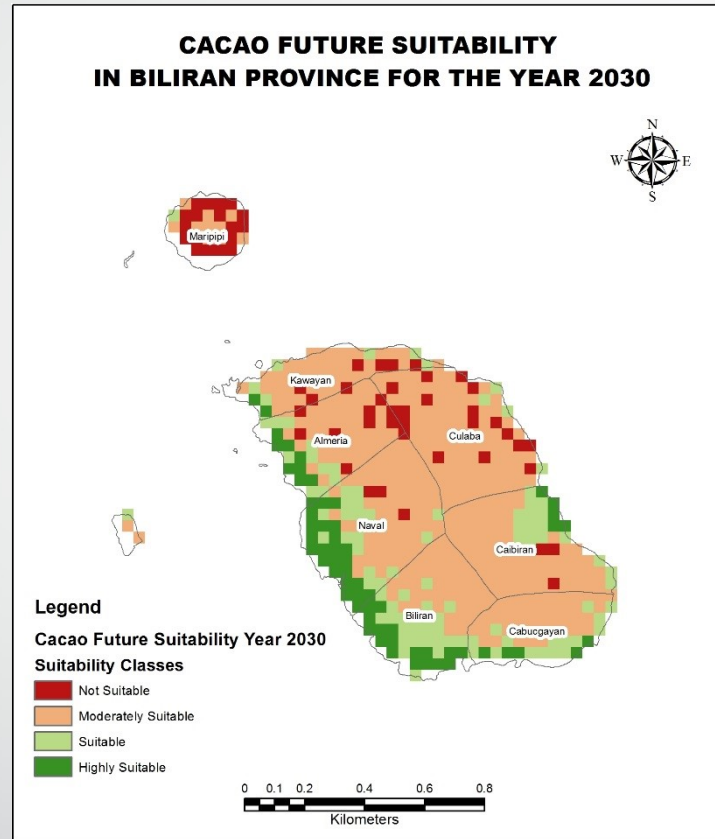 CACAO FUTURE SUITABILITY
IN BILIRAN PROVINCE FOR THE YEAR 2030
N
W E
S
Maripipi
Kawayan
Almeria
Culaba
Naval
Caibiran
Biliran
Cabucgayan
Legend
Cacao Future Suitability Year 2030
Suitability Classes
Not Suitable
Moderately Suitable
Suitable
Highly Suitable
0 0.1 0.2 0.4 0.6 0.8
Kilometers